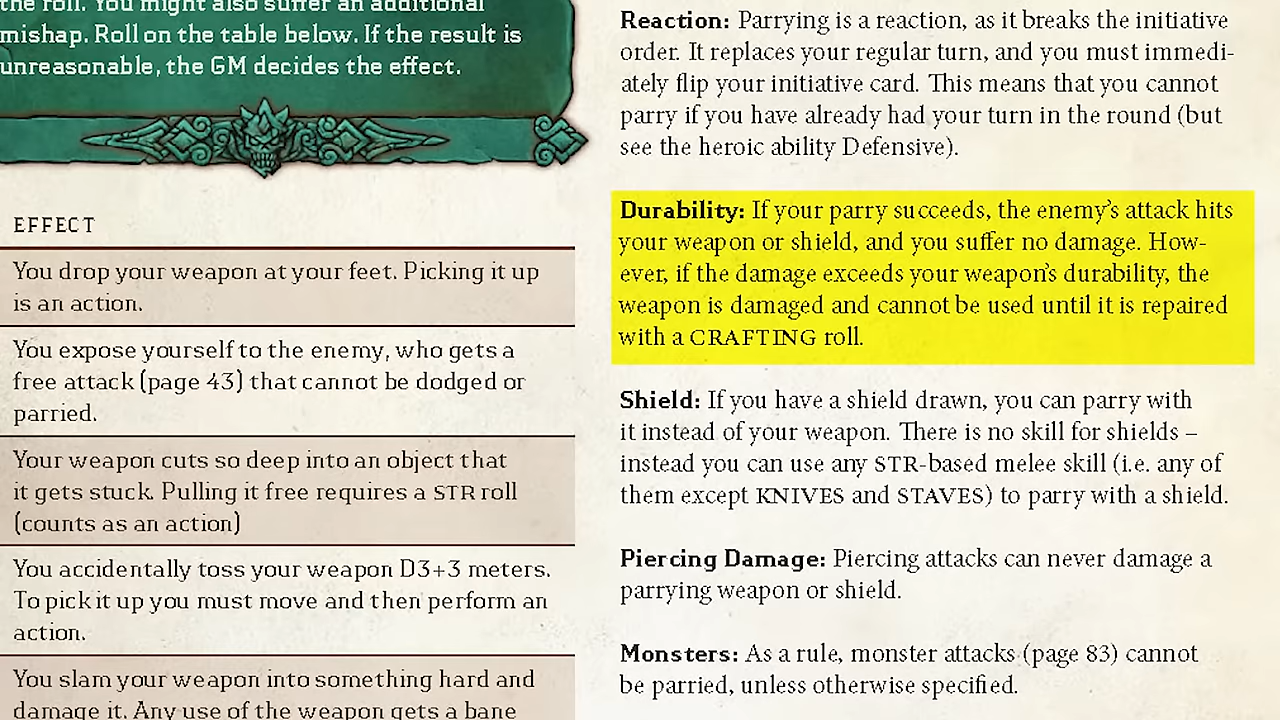 the roll. You might also suffer an additional
mishap. Roll on the table below. If the result is
unreasonable, the GM decides the effect.
EFFECT
You drop your weapon at your feet. Picking it up
is an action.
You expose yourself to the enemy, who gets a
free attack (page 43) that cannot be dodged or
parried.
Your weapon cuts so deep into an object that
it gets stuck. Pulling it free requires a STR roll
(counts as an action)
You accidentally toss your weapon D3+3 meters.
To pick it up you must move and then perform an
action.
You slam your weapon into something hard and
damage it. Any use of the weapon gets a bane
Reaction: Parrying is a reaction, as it breaks the initiative
order. It replaces your regular turn, and you must immedi-
ately flip your initiative card. This means that you cannot
parry if you have already had your turn in the round (but
see the heroic ability Defensive).
Durability: If your parry succeeds, the enemy’s attack hits
your weapon or shield, and you suffer no damage. How-
ever, if the damage exceeds your weapon’s durability, the
weapon is damaged and cannot be used until it is repaired
with a CRAFTING roll.
Shield: If you have a shield drawn, you can parry with
it instead of your weapon. There is no skill for shields –
instead you can use any STR-based melee skill (i.e. any of
them except KNIVES and STAVES) to parry with a shield.
Piercing Damage: Piercing attacks can never damage a
parrying weapon or shield.
Monsters: As a rule, monster attacks (page 83) cannot
be parried, unless otherwise specified.